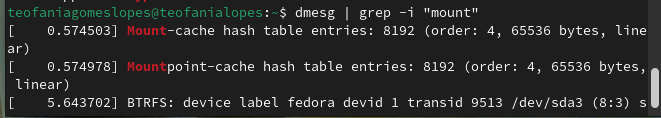 teofaniagomeslopes@teofanialopes:~$ dmesg | grep -i "mount"
[    0.574503] Mount-cache hash table entries: 8192 (order: 4, 65536 bytes, line
ar)
[    0.574978] Mountpoint-cache hash table entries: 8192 (order: 4, 65536 bytes,
 linear)
[    5.643702] BTRFS: device label fedora devid 1 transid 9513 /dev/sda3 (8:3) s